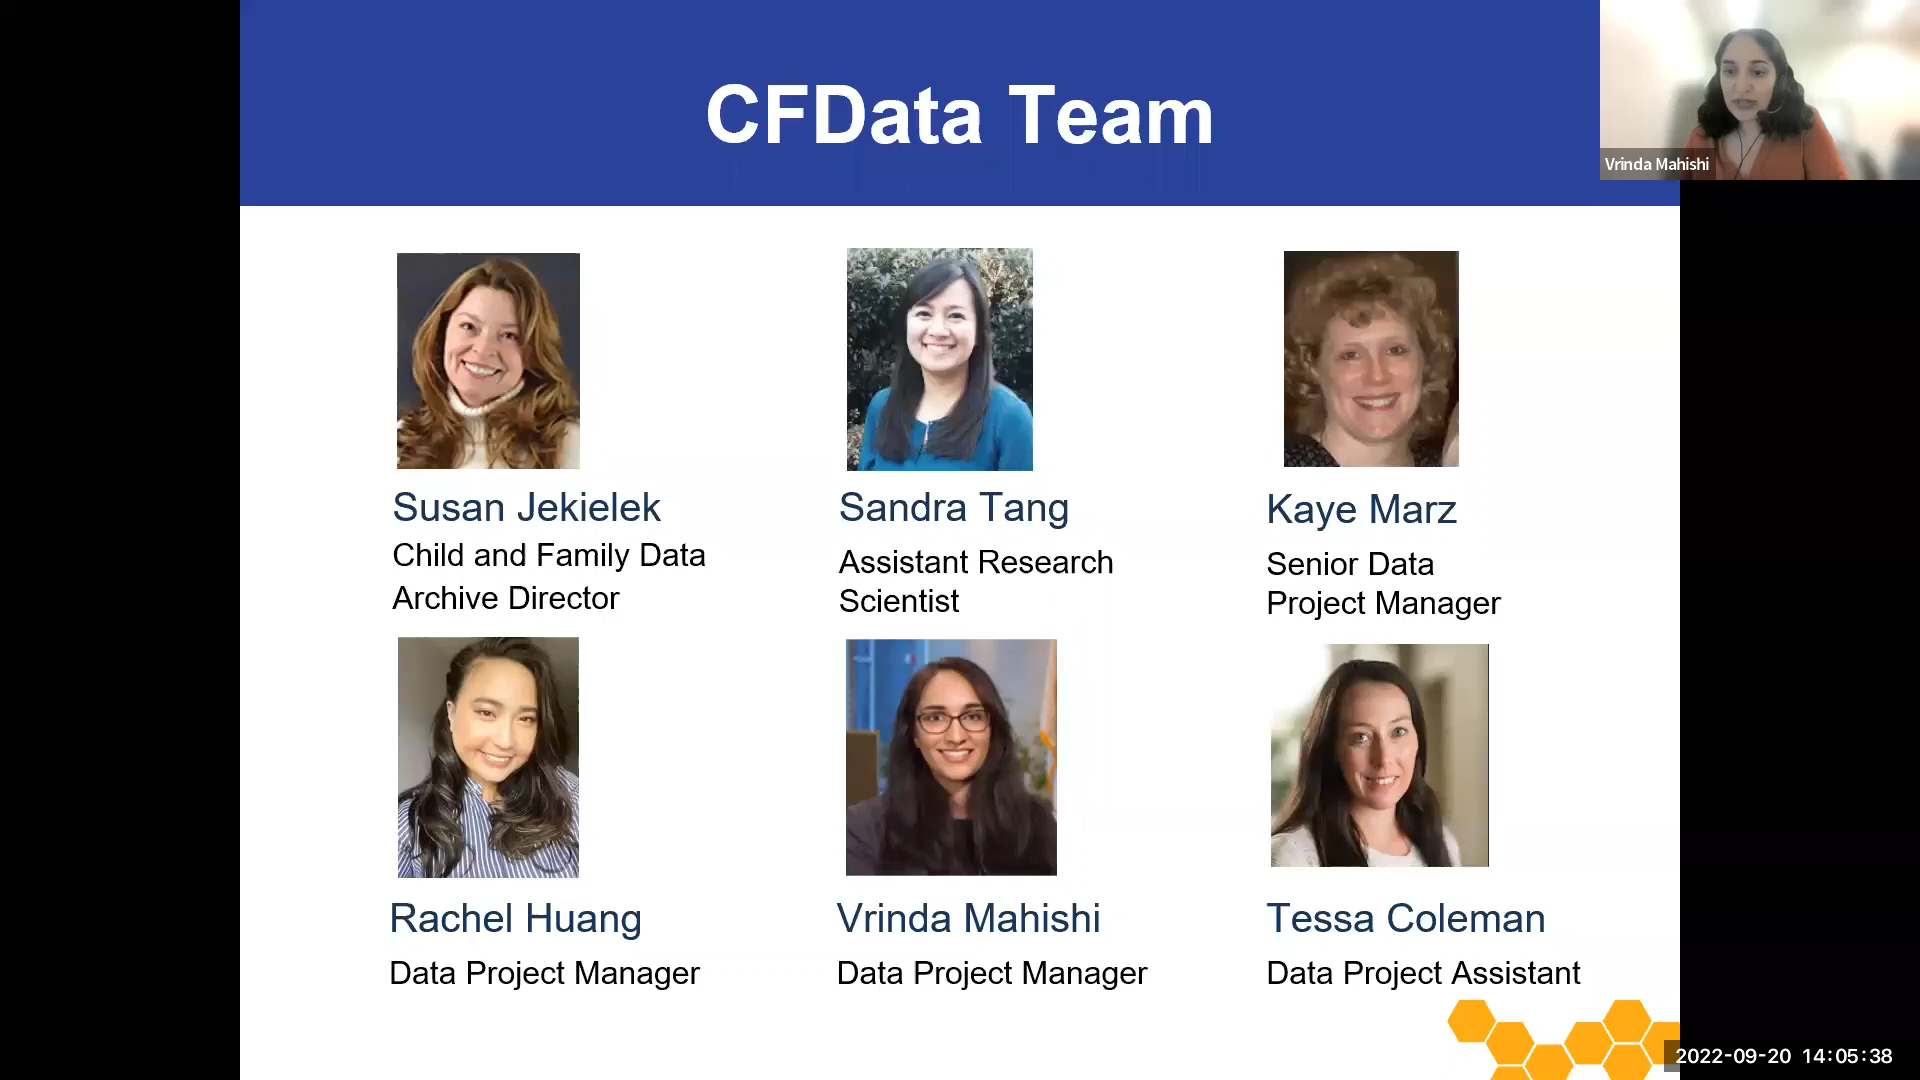 CFData Team
Vrinda Mahishi
Susan Jekielek
Child and Family Data
Archive Director
Sandra Tang
Assistant Research
Scientist
Kaye Marz
Senior Data
Project Manager
Rachel Huang
Data Project Manager
Vrinda Mahishi
Data Project Manager
Tessa Coleman
Data Project Assistant
2022-09-20 14:05:38